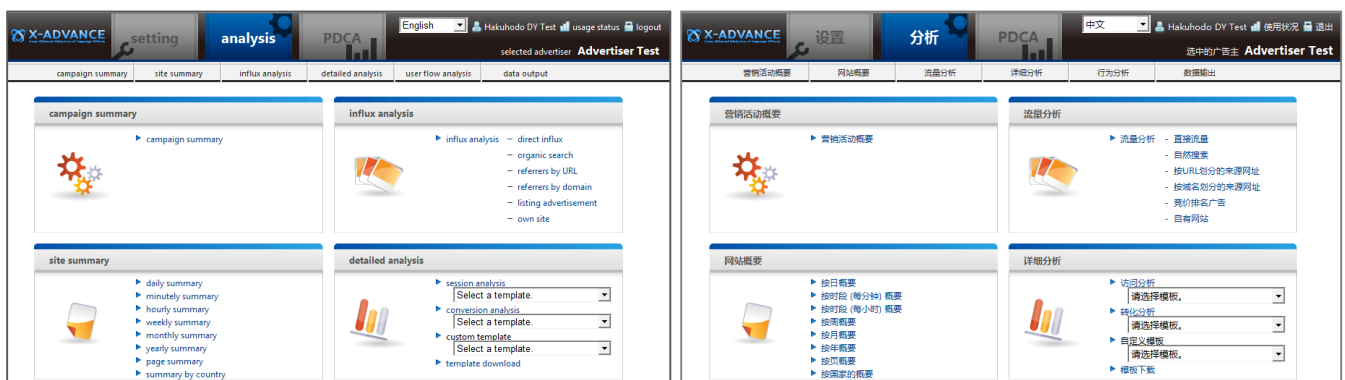 X-ADVANCE
setting
analysis
PDCA
English
Hakuhodo DY Test usage status logout
selected advertiser Advertiser Test
campaign summary site summary influx analysis detailed analysis user flow analysis data output
campaign summary
campaign summary
influx analysis
influx analysis – direct influx
– organic search
– referrers by URL
– referrers by domain
– listing advertisement
– own site
site summary
daily summary
minutely summary
hourly summary
weekly summary
monthly summary
yearly summary
page summary
summary by country
detailed analysis
session analysis
Select a template.
conversion analysis
Select a template.
custom template
Select a template.
template download
X-ADVANCE
设置
分析
PDCA
中文
Hakuhodo DY Test 使用状况 退出
选中的广告主 Advertiser Test
营销活动概要 网站概要 流量分析 详细分析 行为分析 数据输出
营销活动概要
营销活动概要
流量分析
流量分析 - 直接流量
- 自然搜索
- 按URL划分的来源网址
- 按域名划分的来源网址
- 竞价排名广告
- 自有网站
网站概要
按日概要
按时段 (每分钟) 概要
按时段 (每小时) 概要
按周概要
按月概要
按年概要
按页概要
按国家的概要
详细分析
访问分析
请选择模板。
转化分析
请选择模板。
自定义模板
请选择模板。
模板下载